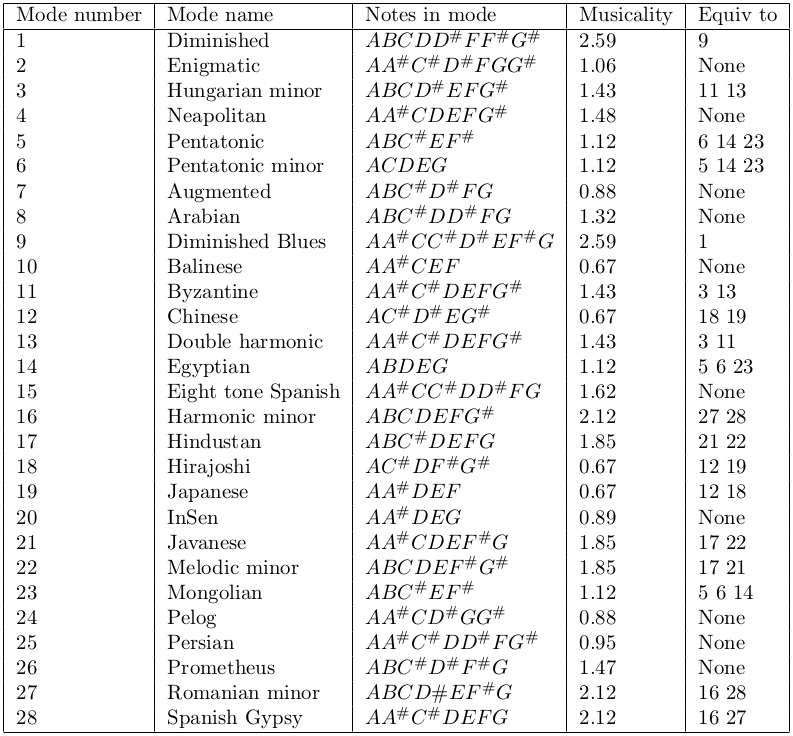 Mode number Mode name Notes in mode Musicality Equiv to
1 Diminished ABCDD#FF#G# 2.59 9
2 Enigmatic AA#C#D#FGG# 1.06 None
3 Hungarian minor ABCD#EFG# 1.43 11 13
4 Neapolitan AA#CDEFG# 1.48 None
5 Pentatonic ABC#EF# 1.12 6 14 23
6 Pentatonic minor ACDEG 1.12 5 14 23
7 Augmented ABC#D#FG 0.88 None
8 Arabian ABC#DD#FG 1.32 None
9 Diminished Blues AA#CC#D#EF#G 2.59 1
10 Balinese AA#CEF 0.67 None
11 Byzantine AA#C#DEFG# 1.43 3 13
12 Chinese AC#D#EG# 0.67 18 19
13 Double harmonic AA#C#DEFG# 1.43 3 11
14 Egyptian ABDEG 1.12 5 6 23
15 Eight tone Spanish AA#CC#DD#FG 1.62 None
16 Harmonic minor ABCDEFG# 2.12 27 28
17 Hindustan ABC#DEFG 1.85 21 22
18 Hirajoshi AC#DF#G# 0.67 12 19
19 Japanese AA#DEF 0.67 12 18
20 InSen AA#DEG 0.89 None
21 Javanese AA#CDEF#G 1.85 17 22
22 Melodic minor ABCDEF#G# 1.85 17 21
23 Mongolian ABC#EF# 1.12 5 6 14
24 Pelog AA#CD#GG# 0.88 None
25 Persian AA#C#DD#FG# 0.95 None
26 Prometheus ABC#D#F#G 1.47 None
27 Romanian minor ABCD#EF#G 2.12 16 28
28 Spanish Gypsy AA#C#DEFG 2.12 16 27